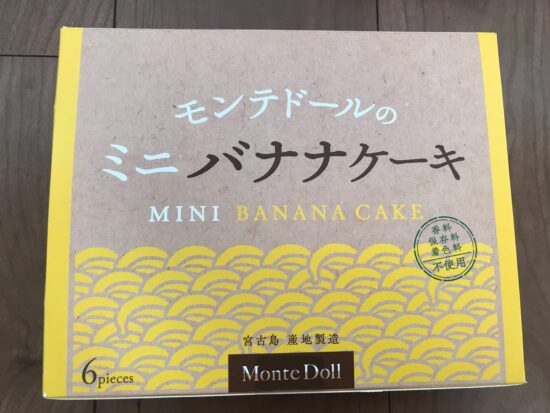 モンテドールの
ミニ バナナケーキ
MINI BANANA CAKE
香料
保存料
着色料
不使用
宮古島 産地製造
6pieces
Monte Doll